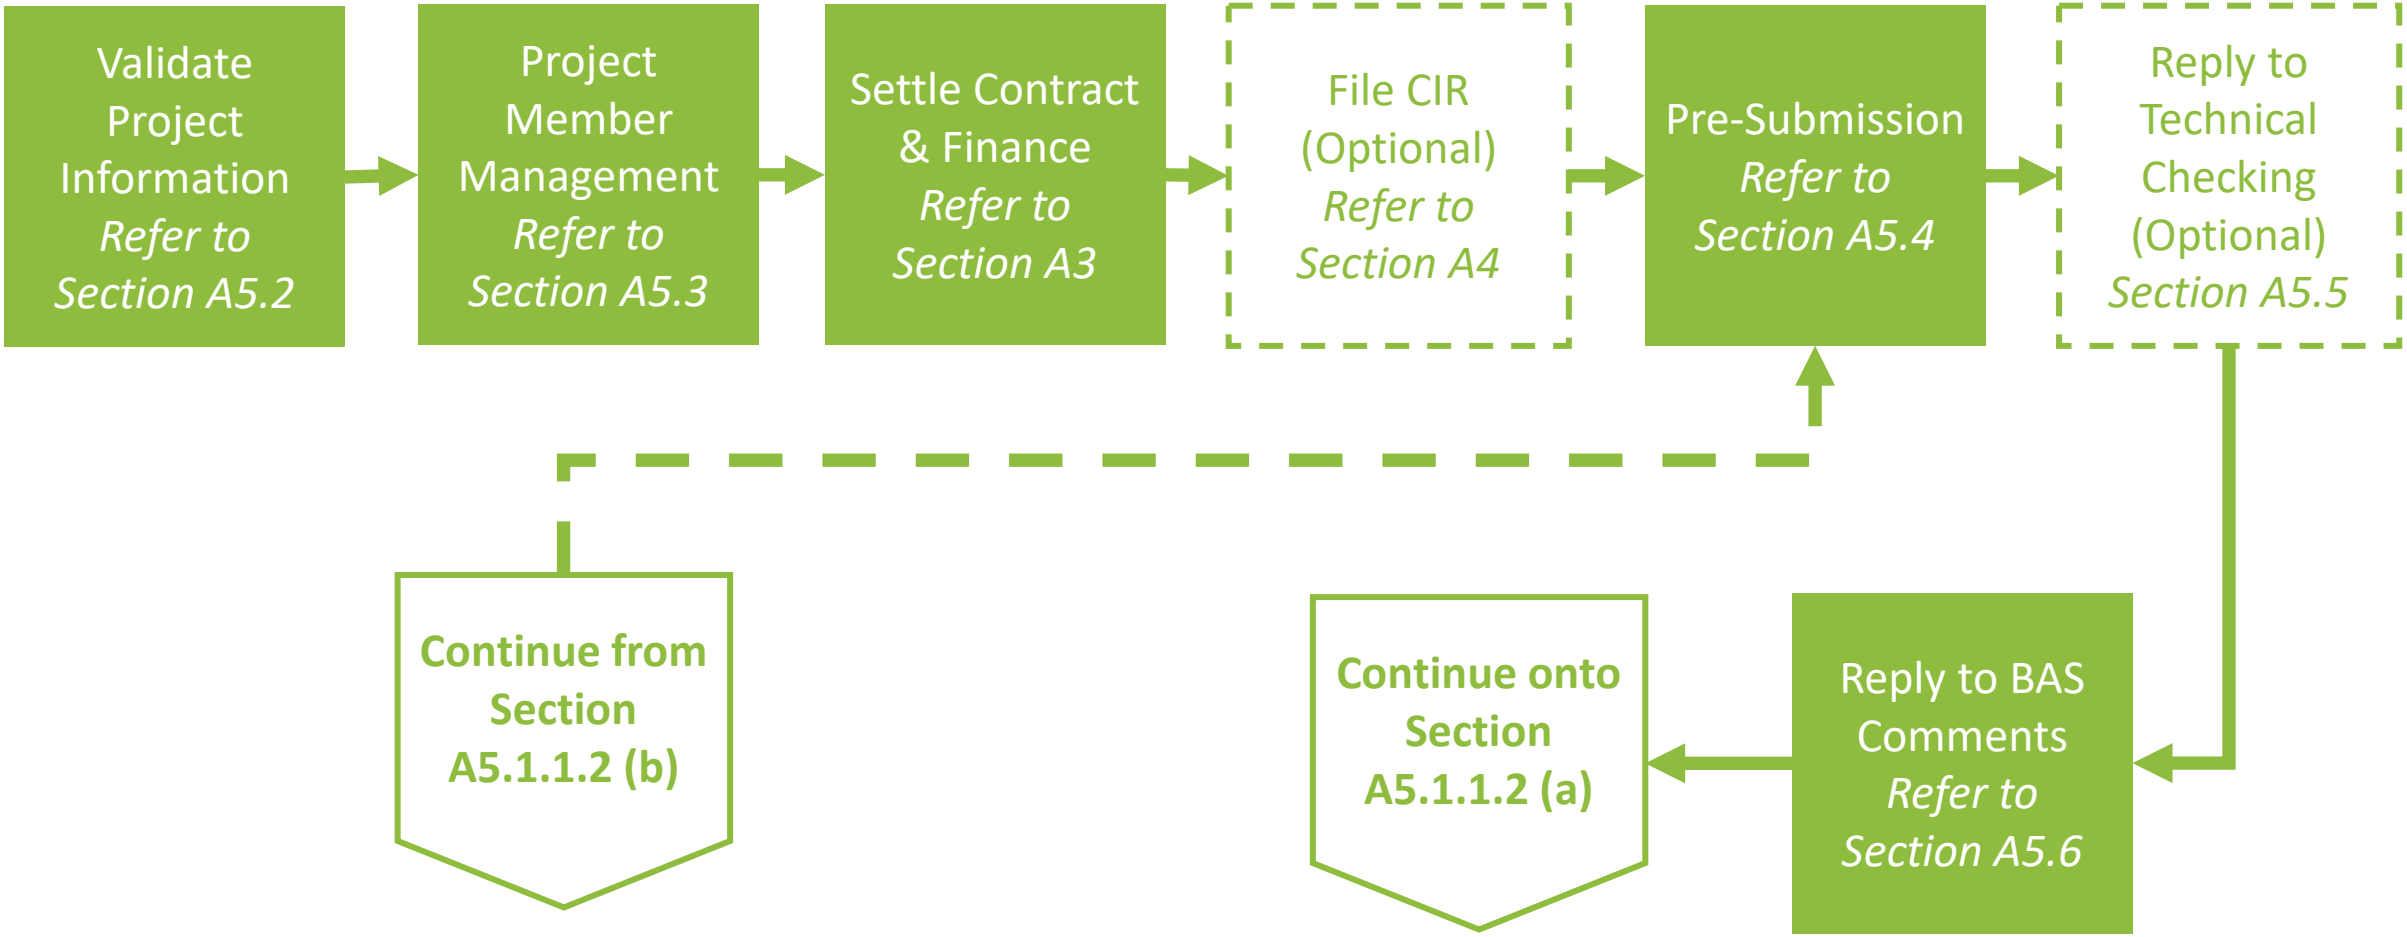 Validate
Project
Information
Refer to
Section A5.2
Project
Member
Management
Refer to
Section A5.3
Settle Contract
& Finance
Refer to
Section A3
File CIR
(Optional)
Refer to
Section A4
Pre-Submission
Refer to
Section A5.4
Reply to
Technical
Checking
(Optional)
Section A5.5
Continue from
Section
A5.1.1.2 (b)
Continue onto
Section
A5.1.1.2 (a)
Reply to BAS
Comments
Refer to
Section A5.6